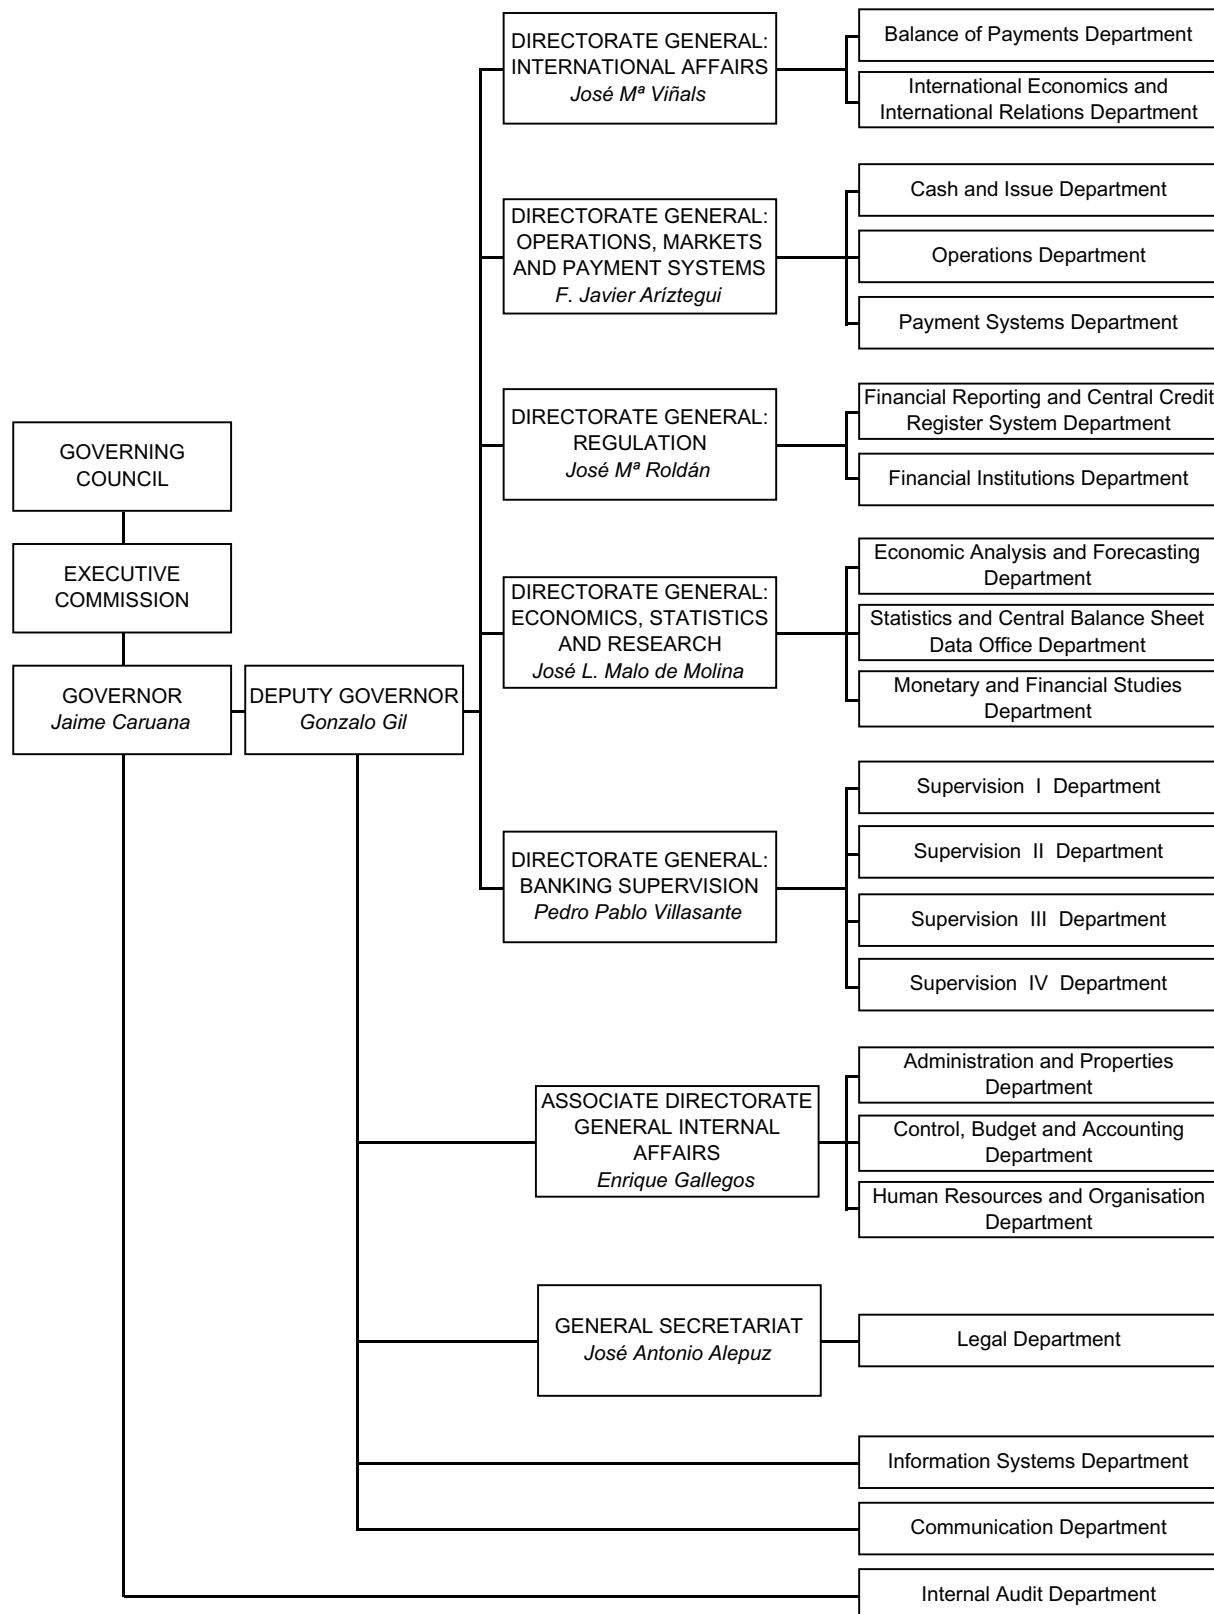 DIRECTORATE GENERAL:
INTERNATIONAL AFFAIRS
José Mª Viñals
Balance of Payments Department
International Economics and
International Relations Department
DIRECTORATE GENERAL:
OPERATIONS, MARKETS
AND PAYMENT SYSTEMS
F. Javier Aríztegui
Cash and Issue Department
Operations Department
Payment Systems Department
DIRECTORATE GENERAL:
REGULATION
José Mª Roldán
Financial Reporting and Central Credit
Register System Department
Financial Institutions Department
GOVERNING
COUNCIL
EXECUTIVE
COMMISSION
GOVERNOR
Jaime Caruana
DEPUTY GOVERNOR
Gonzalo Gil
DIRECTORATE GENERAL:
ECONOMICS, STATISTICS
AND RESEARCH
José L. Malo de Molina
Economic Analysis and Forecasting
Department
Statistics and Central Balance Sheet
Data Office Department
Monetary and Financial Studies
Department
DIRECTORATE GENERAL:
BANKING SUPERVISION
Pedro Pablo Villasante
Supervision I Department
Supervision II Department
Supervision III Department
Supervision IV Department
ASSOCIATE DIRECTORATE
GENERAL INTERNAL
AFFAIRS
Enrique Gallegos
Administration and Properties
Department
Control, Budget and Accounting
Department
Human Resources and Organisation
Department
GENERAL SECRETARIAT
José Antonio Alepuz
Legal Department
Information Systems Department
Communication Department
Internal Audit Department